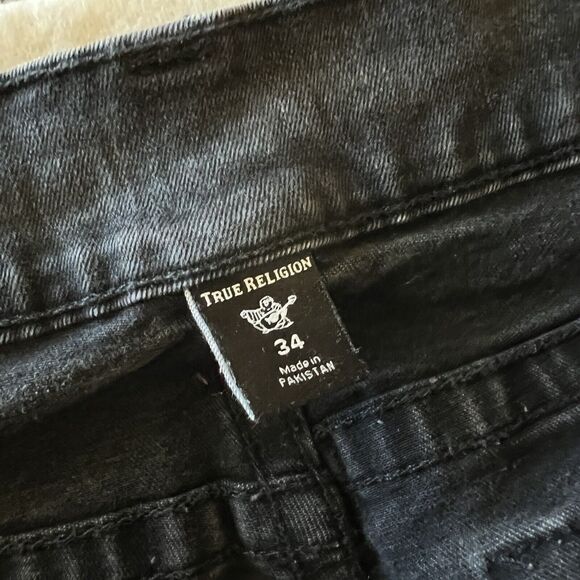 TRUE RELIGION
34
Made in
PAKISTAN